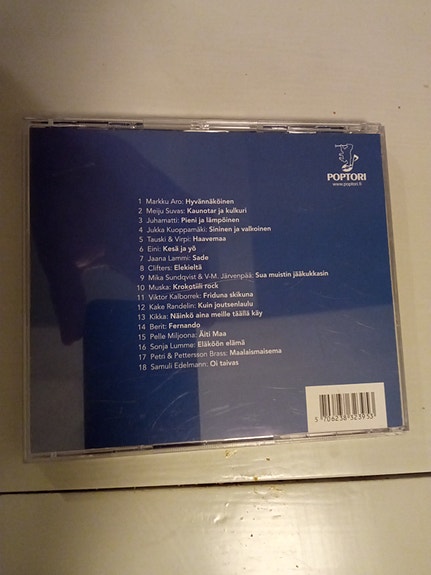 POPTORI
www.poptori.fi
1 Markku Aro: Hyvännäköinen
2 Meiju Suvas: Kaunotar ja kulkuri
3 Juhamatti: Pieni ja lämpöinen
4 Jukka Kuoppamäki: Sininen ja valkoinen
5 Tauski & Virpi: Haavemaa
6 Eini: Kesä ja yö
7 Jaana Lammi: Sade
8 Clifters: Elekieltä
9 Mika Sundqvist & V-M. Järvenpää: Sua muistin jääkukkasin
10 Muska: Krokotiili rock
11 Viktor Kalborrek: Friduna skikuna
12 Kake Randelin: Kuin joutsenlaulu
13 Kikka: Näinkö aina meille täällä käy
14 Berit: Fernando
15 Pelle Miljoona: Äiti Maa
16 Sonja Lumme: Eläköön elämä
17 Petri & Pettersson Brass: Maalaismaisema
18 Samuli Edelmann: Oi taivas
5 706238 323953